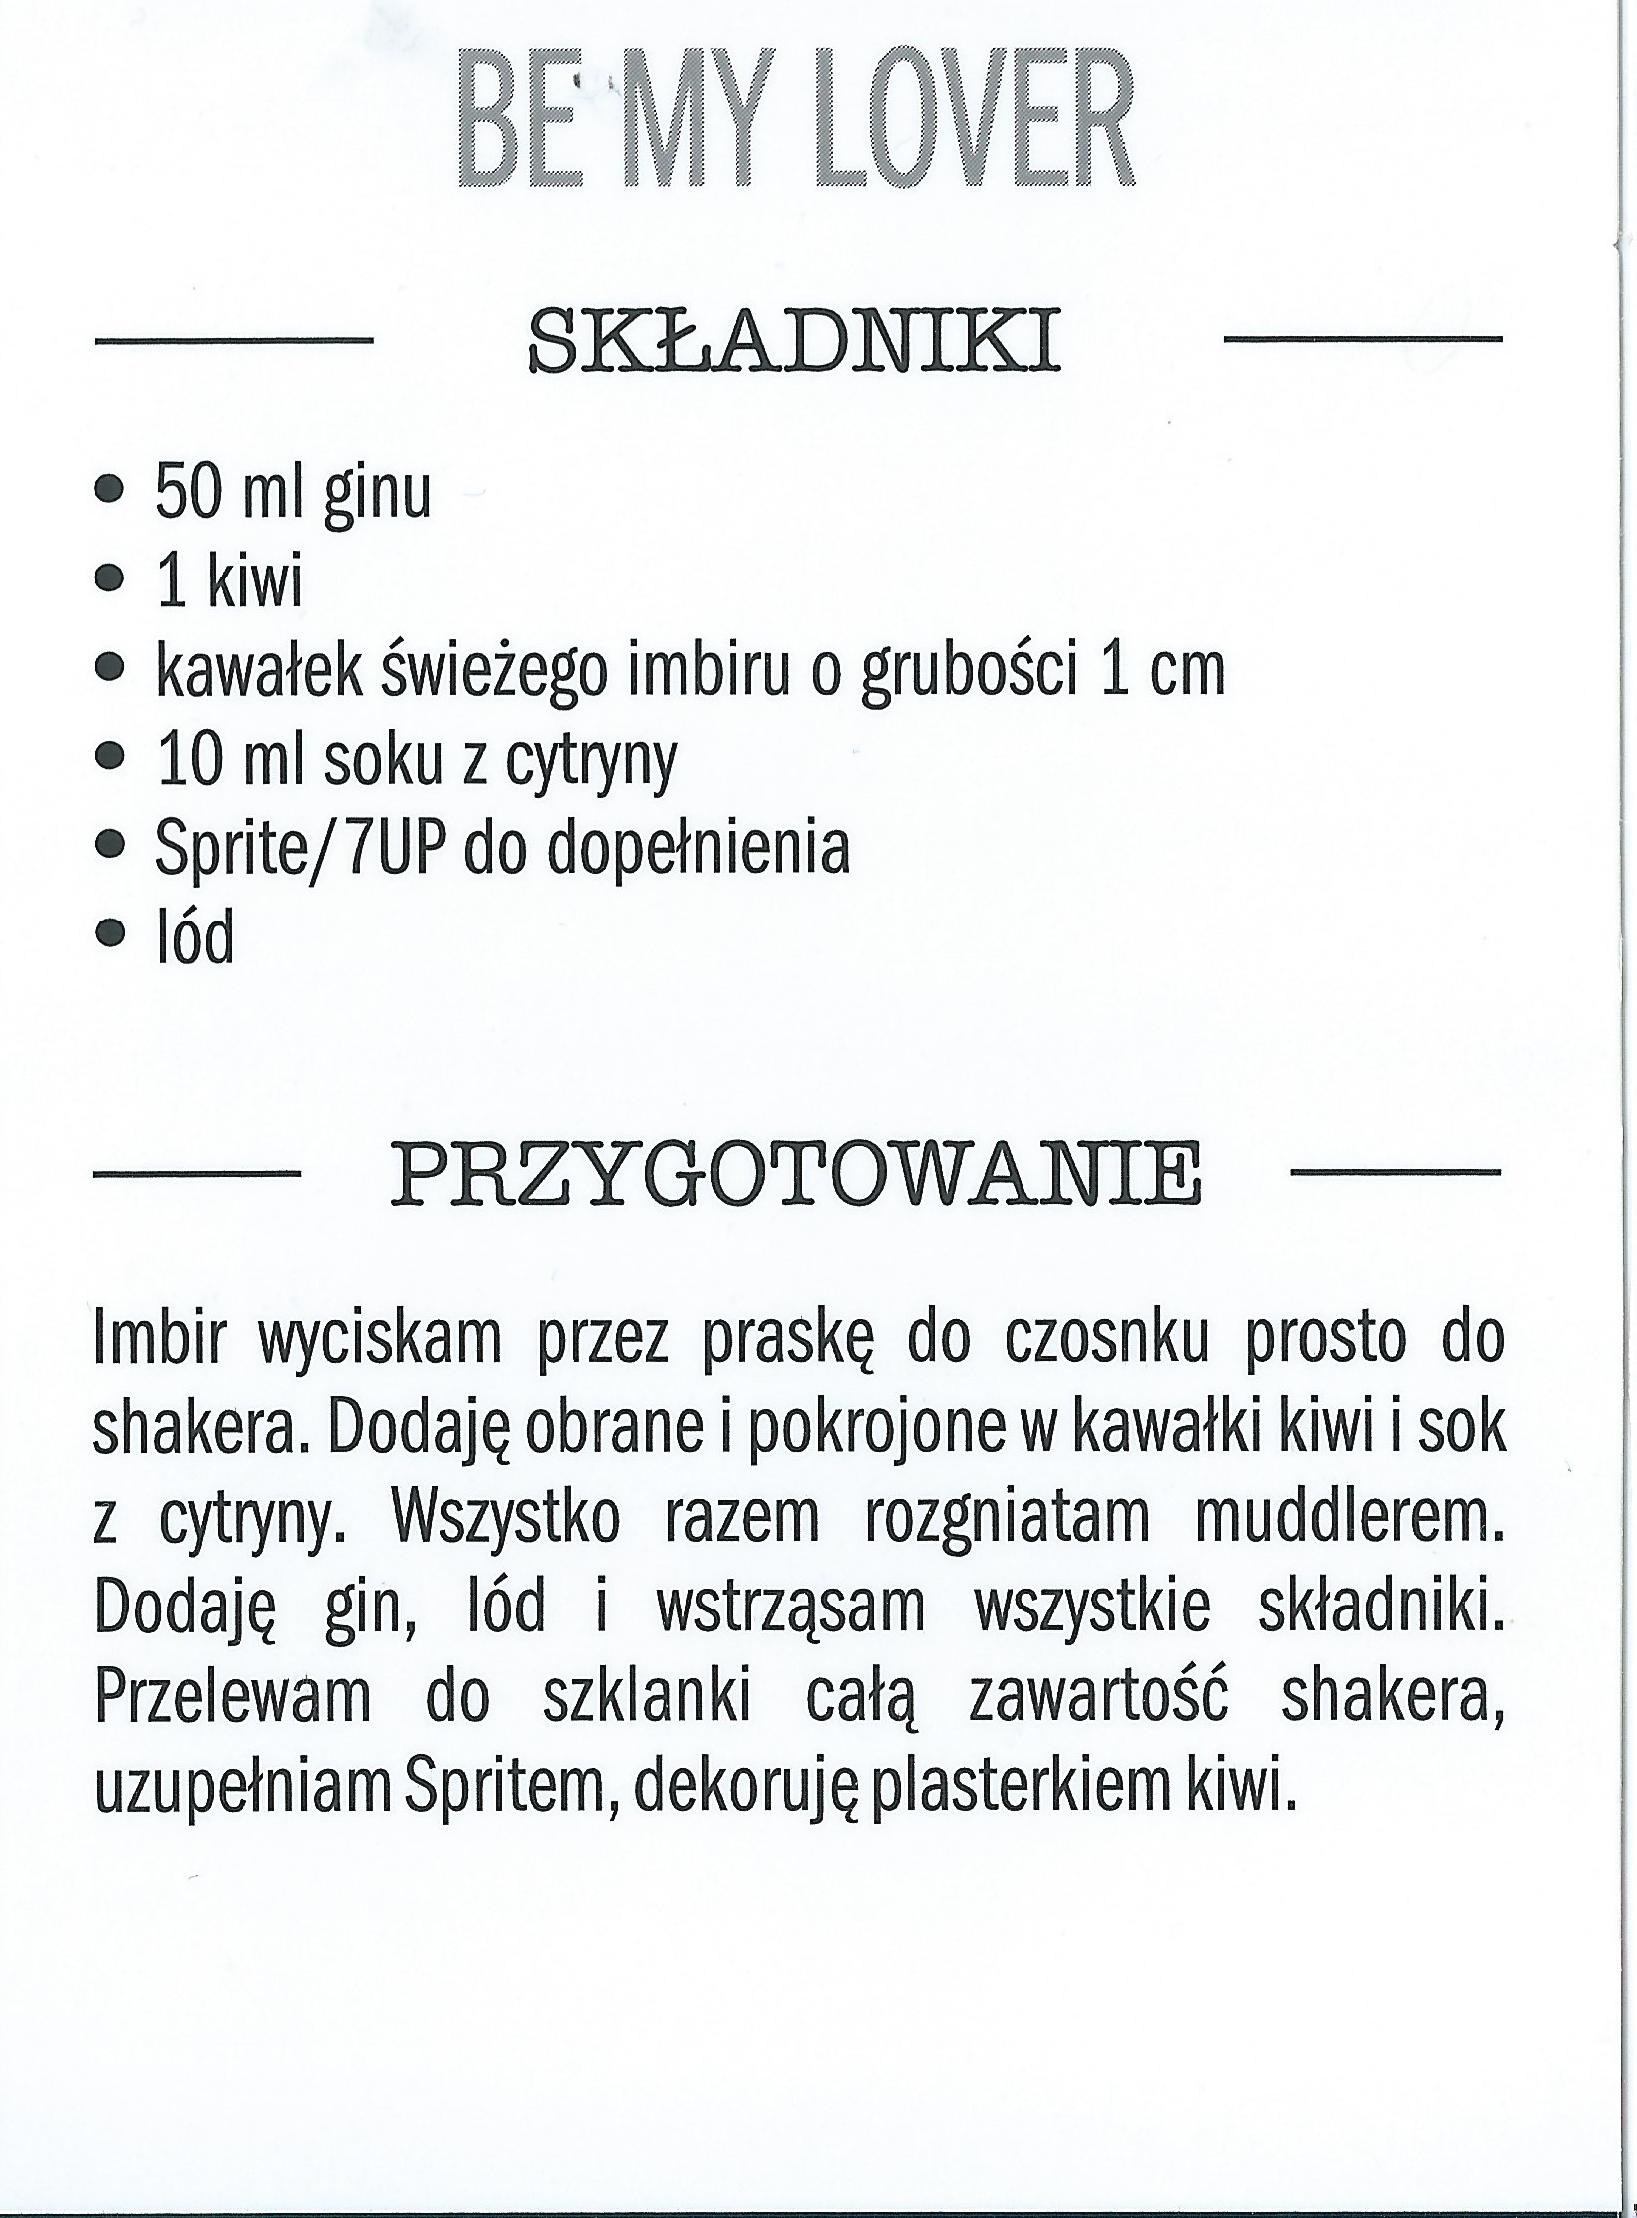 BE MY LOVER
SKŁADNIKI
• 50 ml ginu
• 1 kiwi
• kawałek świeżego imbiru o grubości 1 cm
• 10 ml soku z cytryny
• Sprite/7UP do dopełnienia
• lód
PRZYGOTOWANIE
Imbir wyciskam przez praskę do czosnku prosto do
shakera. Dodaję obrane i pokrojone w kawałki kiwi i sok
z cytryny. Wszystko razem rozgniatam muddlerem.
Dodaję gin, lód i wstrząsam wszystkie składniki.
Przelewam do szklanki całą zawartość shakera,
uzupełniam Spritem, dekoruję plasterkiem kiwi.